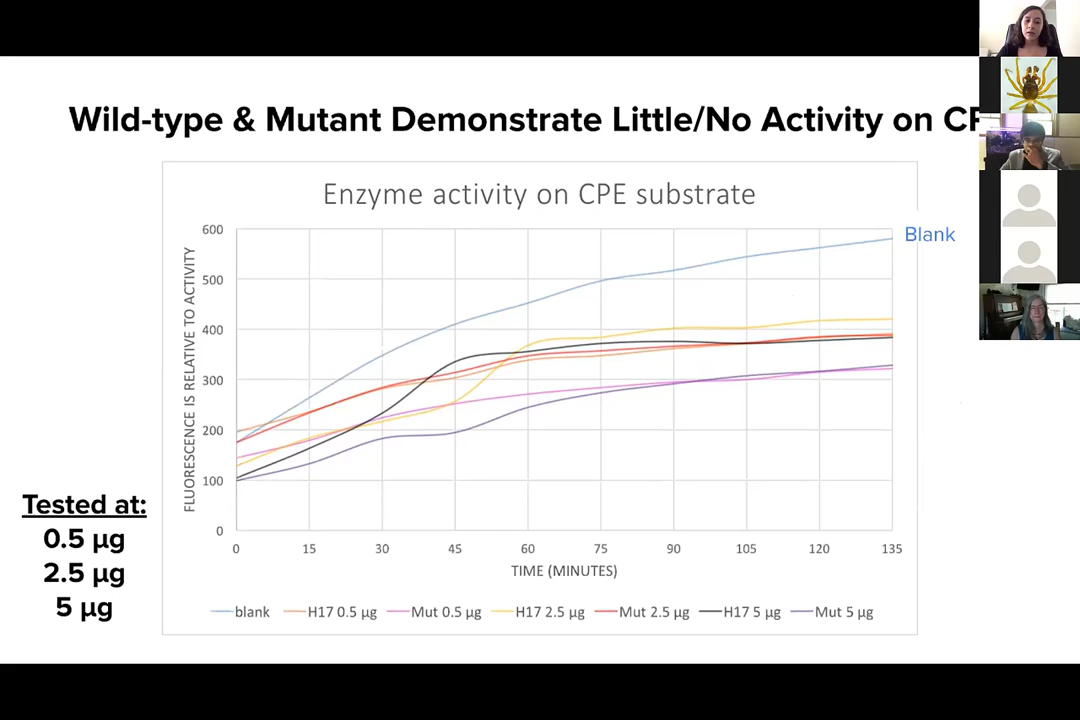 Wild-type & Mutant Demonstrate Little/No Activity on
Enzyme activity on CPE substrate
Blank
FLUORESCENCE IS RELATIVE TO ACTIVITY
600
500
400
300
200
100
0
0 15 30 45 60 75 90 105 120 135
TIME (MINUTES)
blank H17 0.5 µg Mut 0.5 µg H17 2.5 µg Mut 2.5 µg H17 5 µg Mut 5 µg
Tested at:
0.5 µg
2.5 µg
5 µg